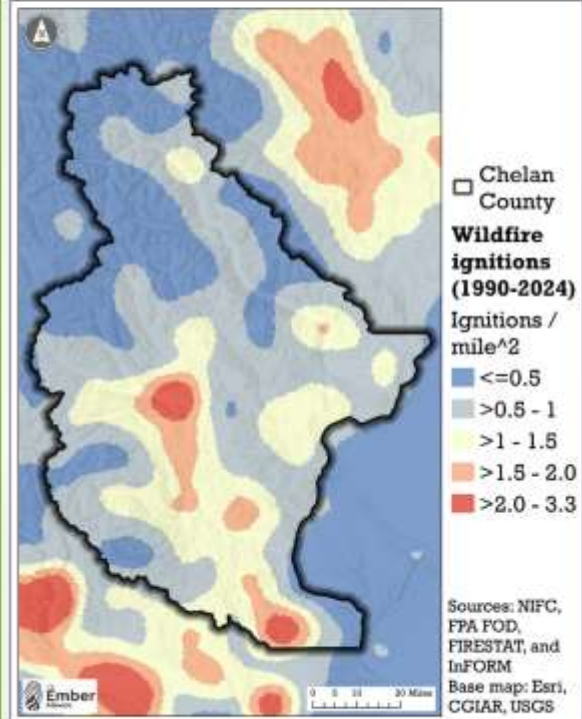 Chelan
County
Wildfire
ignitions
(1990-2024)
Ignitions /
mile^2
<=0.5
>0.5 - 1
>1 - 1.5
>1.5 - 2.0
>2.0 - 3.3
Sources: NIFC,
FPA FOD,
FIRESTAT, and
InFORM
Base map: Esri,
CGIAR, USGS
Ember
0 5 10 20 Miles